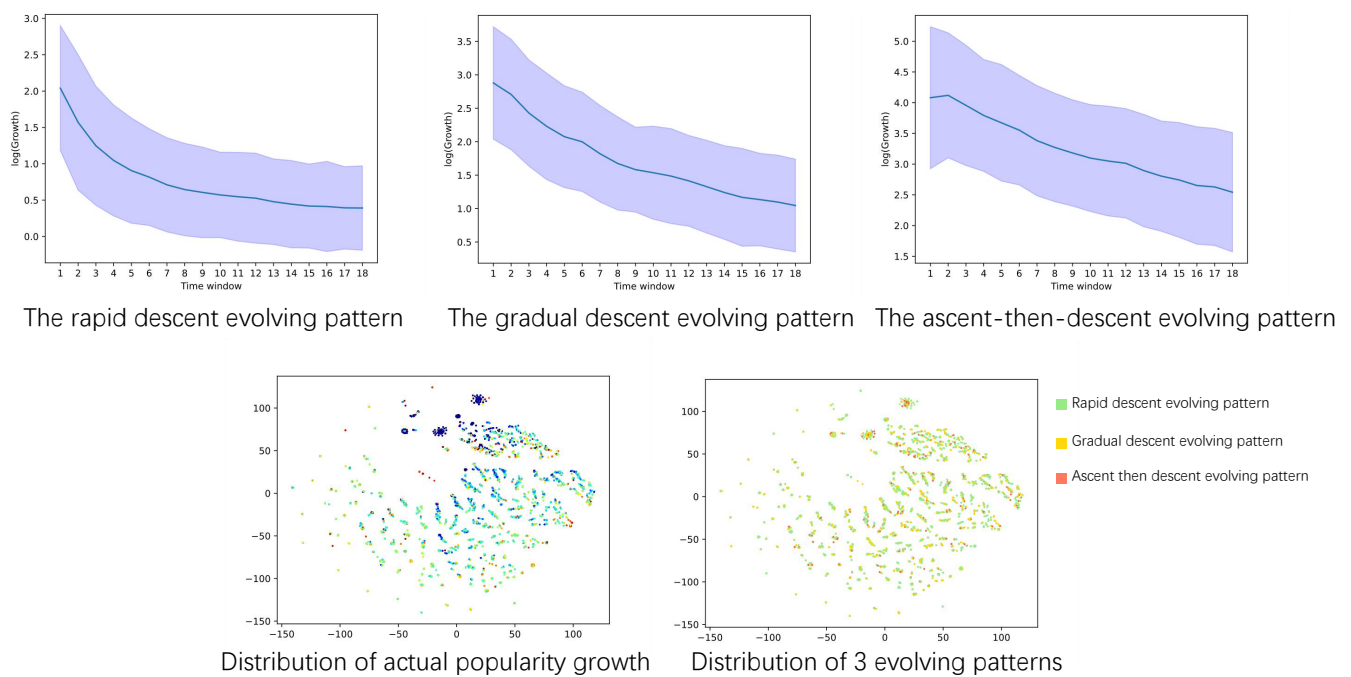 3.0
2.5
2.0
1.5
1.0
0.5
0.0
log(Growth)
1 2 3 4 5 6 7 8 9 10 11 12 13 14 15 16 17 18
Time window
The rapid descent evolving pattern
3.5
3.0
2.5
2.0
1.5
1.0
0.5
log(Growth)
1 2 3 4 5 6 7 8 9 10 11 12 13 14 15 16 17 18
Time window
The gradual descent evolving pattern
5.0
4.5
4.0
3.5
3.0
2.5
2.0
1.5
log(Growth)
1 2 3 4 5 6 7 8 9 10 11 12 13 14 15 16 17 18
Time window
The ascent-then-descent evolving pattern
100
50
0
−50
−100
−150
−150 −100 −50 0 50 100
Distribution of actual popularity growth
100
50
0
−50
−100
−150
−150 −100 −50 0 50 100
Distribution of 3 evolving patterns
Rapid descent evolving pattern
Gradual descent evolving pattern
Ascent then descent evolving pattern